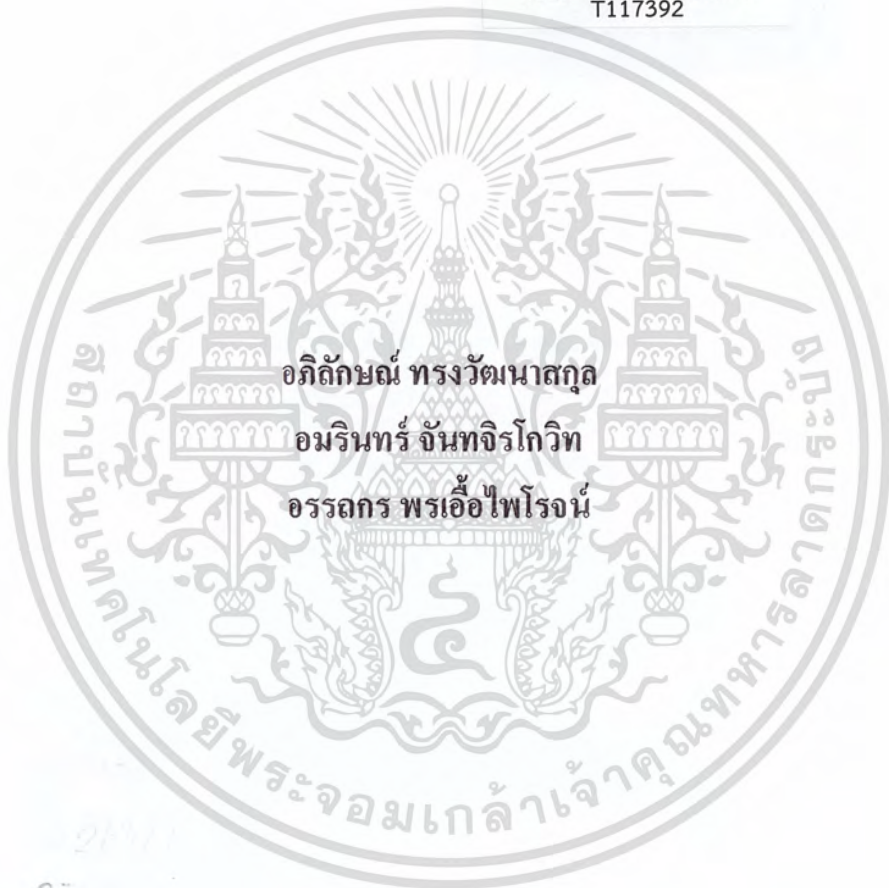 T117392
อภิลักษณ์ ทรงวัฒนาสกุล
อมรินทร์ จันทจิรโกวิท
อรรถกร พรเอื้อไพโรจน์
สถาบันเทคโนโลยีพระจอมเกล้าเจ้าคุณทหารลาดกระบัง